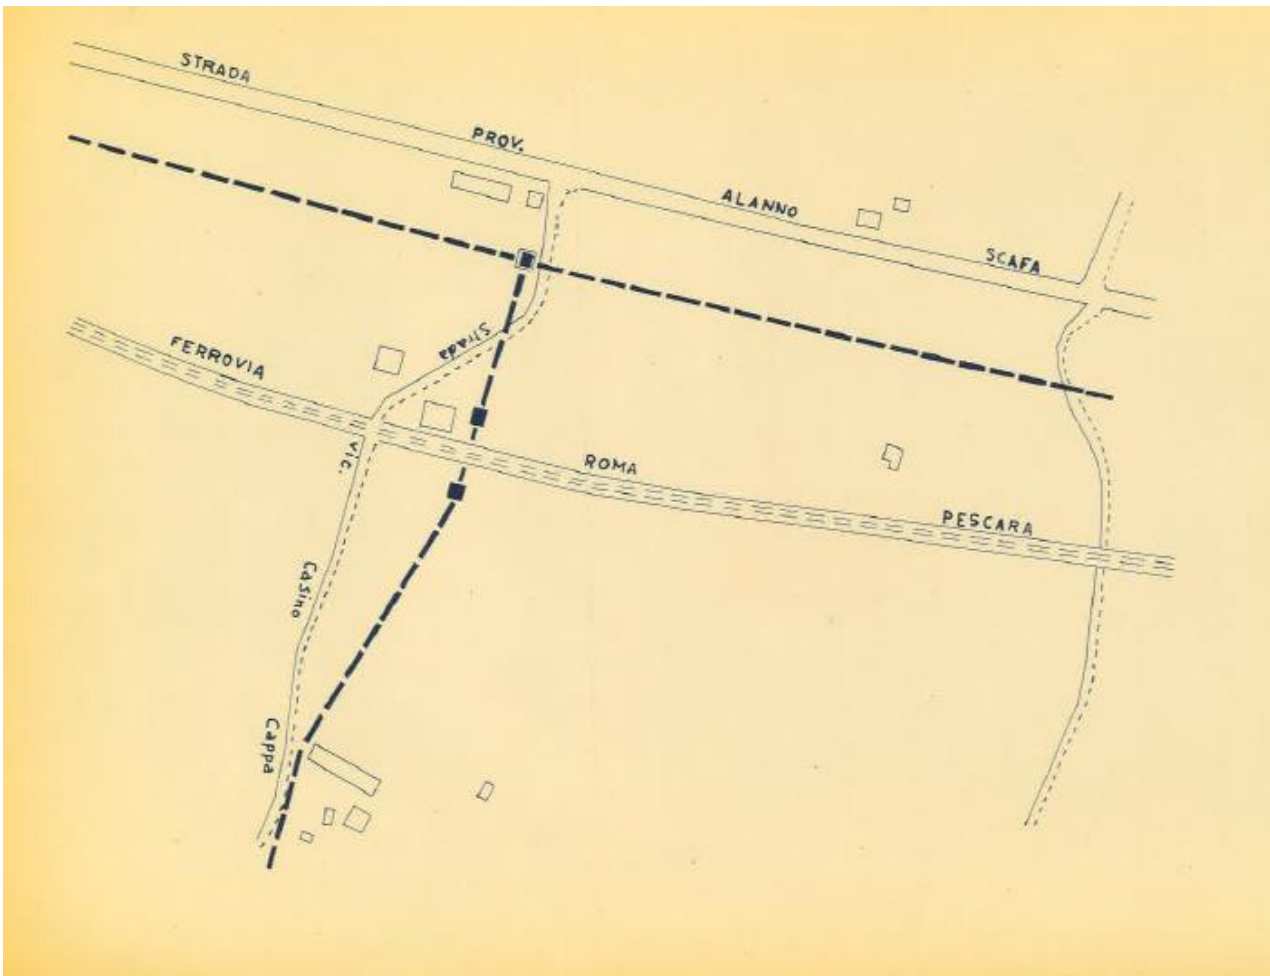 STRADA PROV. ALANNO SCAFA
FERROVIA ROMA PESCARA
Strada
vic.
Casino
Cappa